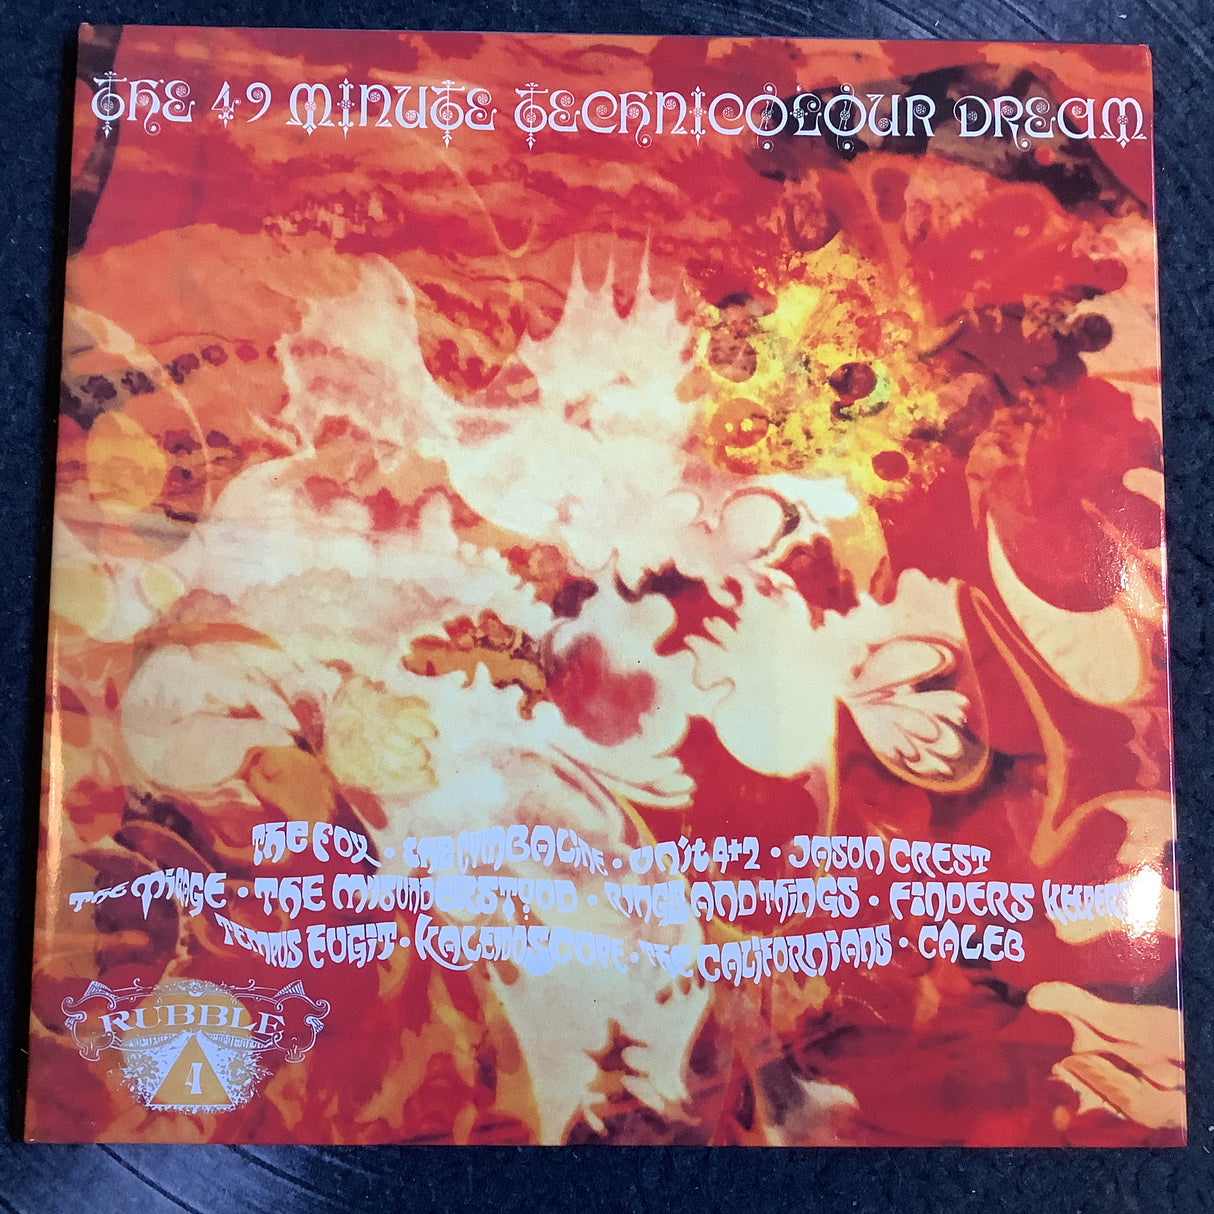 THE 49 MINUTE TECHNICOLOUR DREAM
THE FOX · THE CYMBALINE · UNIT 4+2 · JASON CREST
THE MIRAGE · THE MISUNDERSTOOD · RINGS AND THINGS · FINDERS KEEPERS
TEMPUS FUGIT · KALEIDOSCOPE · THE CALIFORNIANS · CALEB
RUBBLE
4